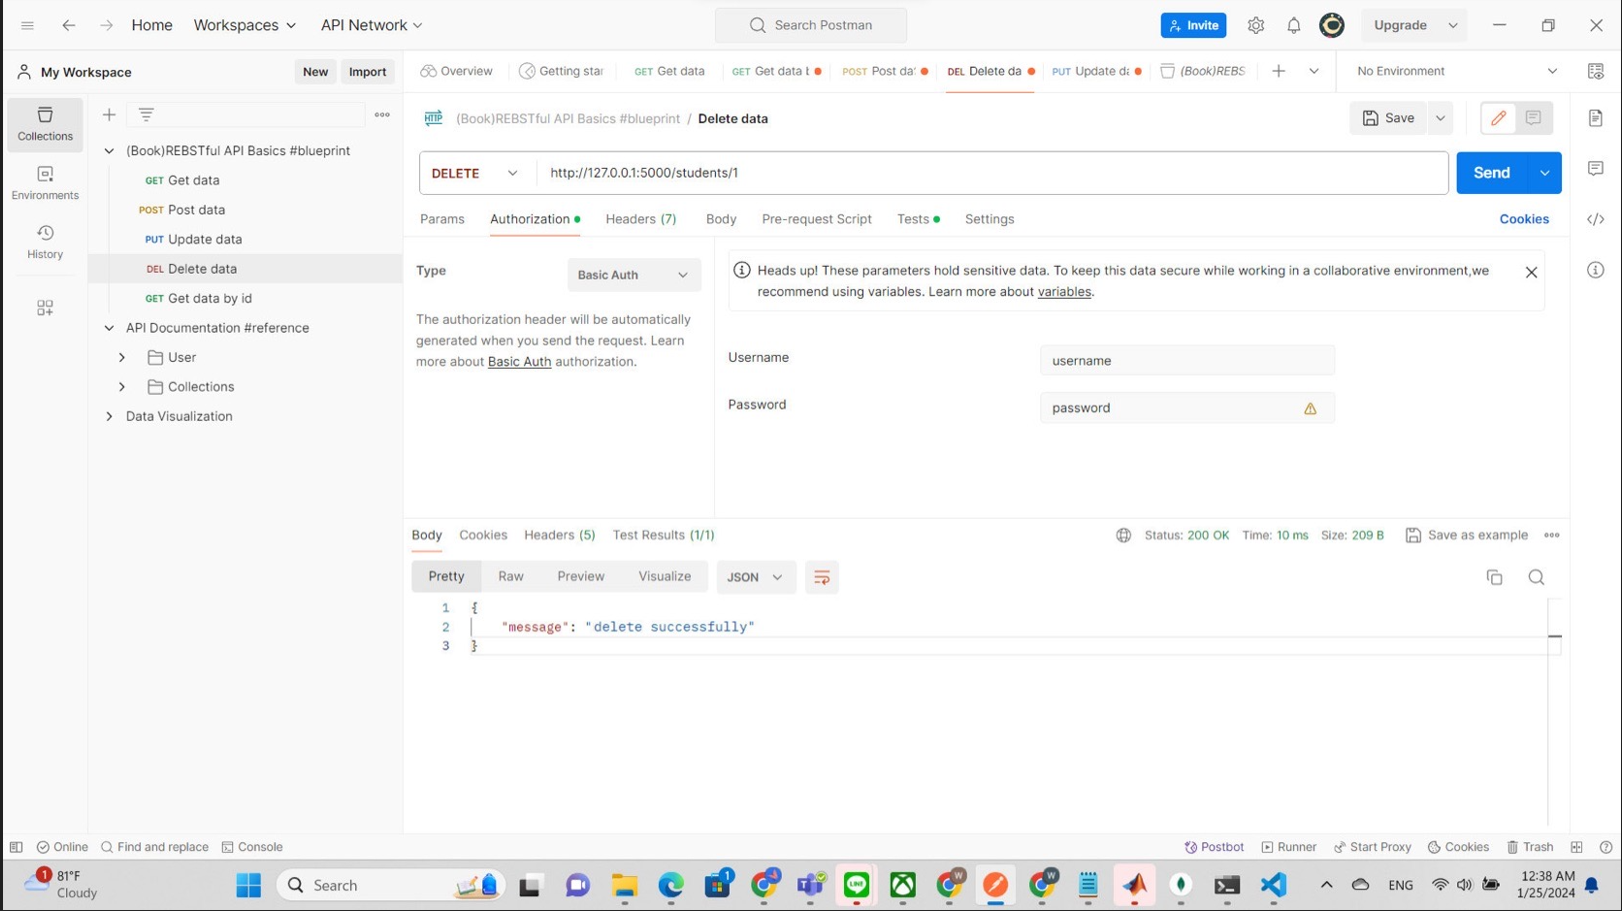 Home Workspaces API Network Search Postman Invite Upgrade
My Workspace New Import Overview Getting star GET Get data GET Get data b POST Post dat DEL Delete da PUT Update da (Book)REBS No Environment
Collections
Environments
History
(Book)REBSTful API Basics #blueprint
GET Get data
POST Post data
PUT Update data
DEL Delete data
GET Get data by id
API Documentation #reference
User
Collections
Data Visualization
HTTP (Book)REBSTful API Basics #blueprint / Delete data Save
DELETE http://127.0.0.1:5000/students/1 Send
Params Authorization Headers (7) Body Pre-request Script Tests Settings Cookies
Type Basic Auth
The authorization header will be automatically
generated when you send the request. Learn
more about Basic Auth authorization.
Heads up! These parameters hold sensitive data. To keep this data secure while working in a collaborative environment,we
recommend using variables. Learn more about variables.
Username username
Password password
Body Cookies Headers (5) Test Results (1/1) Status: 200 OK Time: 10 ms Size: 209 B Save as example
Pretty Raw Preview Visualize JSON
1 {
2 "message": "delete successfully"
3 }
Online Find and replace Console Postbot Runner Start Proxy Cookies Trash
1 81°F
Cloudy
Search 1 LINE W W ENG 12:38 AM
1/25/2024